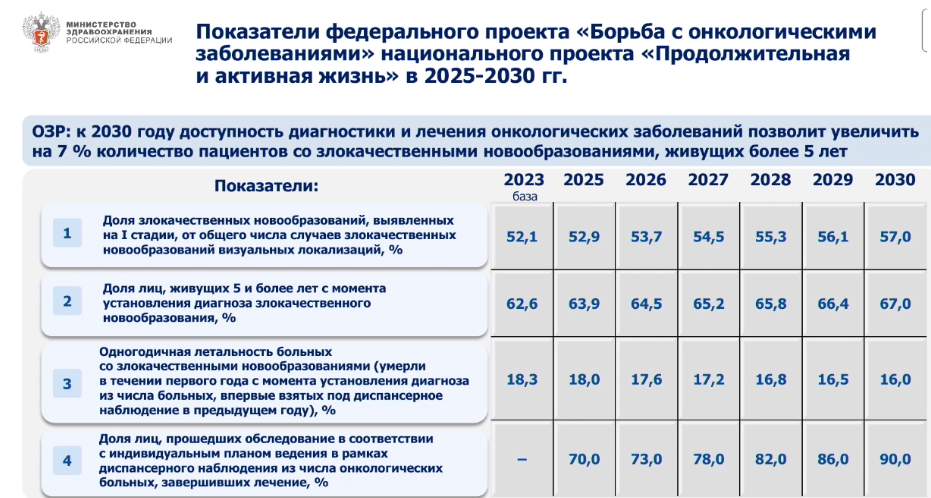 МИНИСТЕРСТВО
ЗДРАВООХРАНЕНИЯ
РОССИЙСКОЙ ФЕДЕРАЦИИ
Показатели федерального проекта «Борьба с онкологическими
заболеваниями» национального проекта «Продолжительная
и активная жизнь» в 2025-2030 гг.
ОЗР: к 2030 году доступность диагностики и лечения онкологических заболеваний позволит увеличить
на 7 % количество пациентов со злокачественными новообразованиями, живущих более 5 лет
Показатели: 2023 2025 2026 2027 2028 2029 2030
база
Доля злокачественных новообразований, выявленных
1 на I стадии, от общего числа случаев злокачественных 52,1 52,9 53,7 54,5 55,3 56,1 57,0
новообразований визуальных локализаций, %
Доля лиц, живущих 5 и более лет с момента
2 установления диагноза злокачественного 62,6 63,9 64,5 65,2 65,8 66,4 67,0
новообразования, %
Одногодичная летальность больных
со злокачественными новообразованиями (умерли
3 в течении первого года с момента установления диагноза 18,3 18,0 17,6 17,2 16,8 16,5 16,0
из числа больных, впервые взятых под диспансерное
наблюдение в предыдущем году), %
Доля лиц, прошедших обследование в соответствии
с индивидуальным планом ведения в рамках
4 диспансерного наблюдения из числа онкологических – 70,0 73,0 78,0 82,0 86,0 90,0
больных, завершивших лечение, %